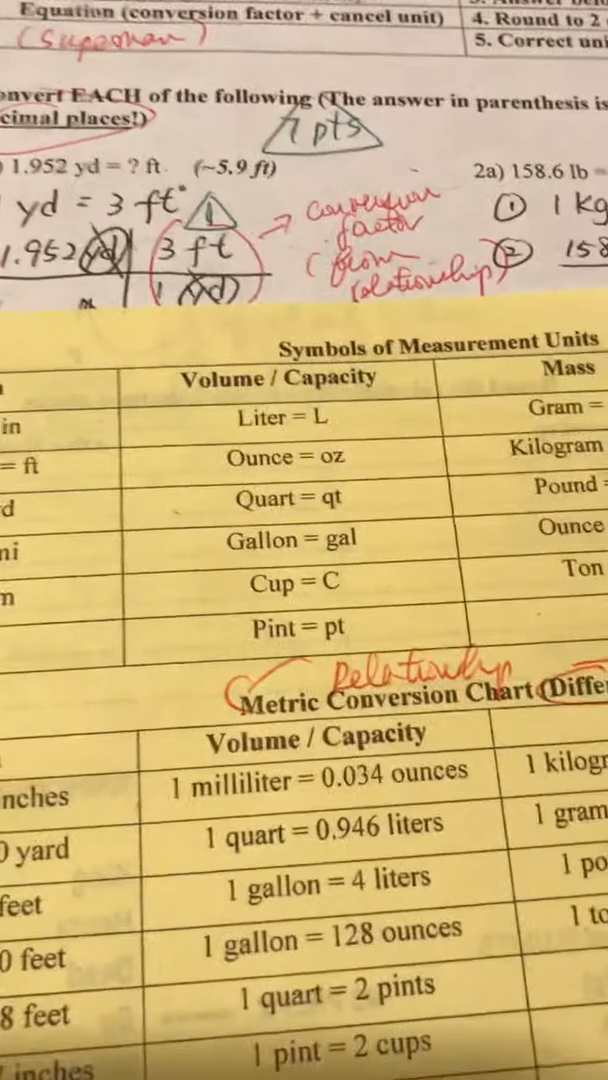 Equation (conversion factor + cancel unit)
4. Round to 2
(Superman)
5. Correct uni
onvert EACH of the following (The answer in parenthesis is
cimal places!)
7 pts
1.952 yd = ? ft (~5.9 ft)
2a) 158.6 lb =
yd = 3 ft
1
conversion
factor
(from
relationship)
① 1 kg
1.952 yd
3 ft
② 158
1 yd
Symbols of Measurement Units
Volume / Capacity
Mass
in
Liter = L
Gram =
= ft
Ounce = oz
Kilogram
d
Quart = qt
Pound =
mi
Gallon = gal
Ounce
m
Cup = C
Ton
Pint = pt
Relationship
Metric Conversion Chart (Differ
Volume / Capacity
nches
1 milliliter = 0.034 ounces
1 kilogr
0 yard
1 quart = 0.946 liters
1 gram
feet
1 gallon = 4 liters
1 po
0 feet
1 gallon = 128 ounces
1 to
8 feet
1 quart = 2 pints
inches
1 pint = 2 cups